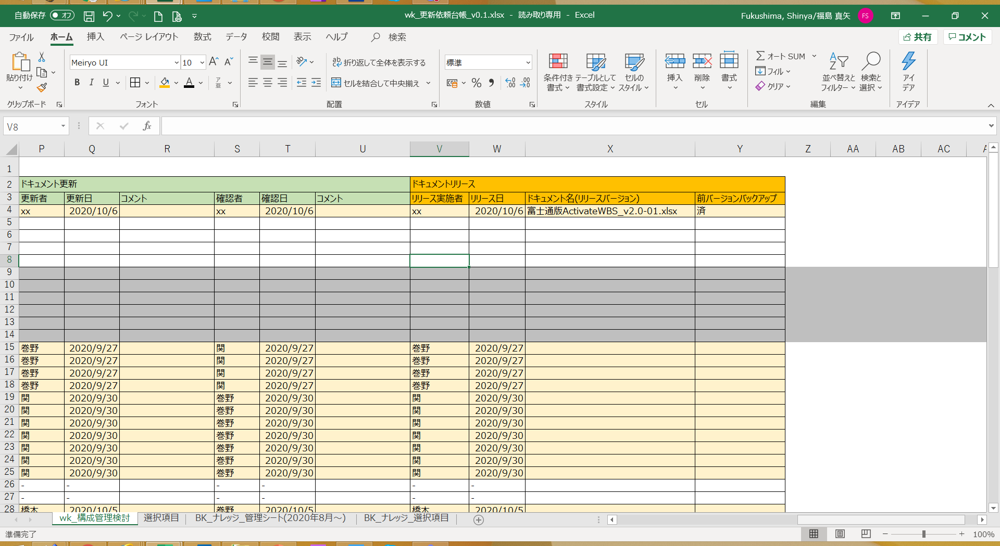 自動保存 オフ wk_更新依頼台帳_v0.1.xlsx - 読み取り専用 - Excel Fukushima, Shinya/福島 真矢 FS
ファイル ホーム 挿入 ページ レイアウト 数式 データ 校閲 表示 ヘルプ 検索 共有 コメント
貼り付け
クリップボード
Meiryo UI 10
B I U ア亜
フォント
折り返して全体を表示する
セルを結合して中央揃え
配置
標準
数値
条件付き書式 テーブルとして書式設定 セルのスタイル
スタイル
挿入 削除 書式
セル
オート SUM
フィル
クリア
並べ替えとフィルター 検索と選択
編集
アイデア
アイデア
V8 fx
P Q R S T U V W X Y Z AA AB AC
1
2 ドキュメント更新 ドキュメントリリース
3 更新者 更新日 コメント 確認者 確認日 コメント リリース実施者 リリース日 ドキュメント名(リリースバージョン) 前バージョンバックアップ
4 xx 2020/10/6 xx 2020/10/6 xx 2020/10/6 富士通版ActivateWBS_v2.0-01.xlsx 済
5
6
7
8
9
10
11
12
13
14
15 巻野 2020/9/27 関 2020/9/27 巻野 2020/9/27
16 巻野 2020/9/27 関 2020/9/27 巻野 2020/9/27
17 巻野 2020/9/27 関 2020/9/27 巻野 2020/9/27
18 巻野 2020/9/27 関 2020/9/27 巻野 2020/9/27
19 関 2020/9/30 巻野 2020/9/30 関 2020/9/30
20 関 2020/9/30 巻野 2020/9/30 関 2020/9/30
21 関 2020/9/30 巻野 2020/9/30 関 2020/9/30
22 関 2020/9/30 巻野 2020/9/30 関 2020/9/30
23 関 2020/9/30 巻野 2020/9/30 関 2020/9/30
24 関 2020/9/30 巻野 2020/9/30 関 2020/9/30
25 関 2020/9/30 巻野 2020/9/30 関 2020/9/30
26 - - - - - -
27 - - - - - -
28 橋本 2020/10/5 巻野 2020/10/5 橋本 2020/10/5
wk_構成管理検討 選択項目 BK_ナレッジ_管理シート(2020年8月～) BK_ナレッジ_選択項目
準備完了 100%